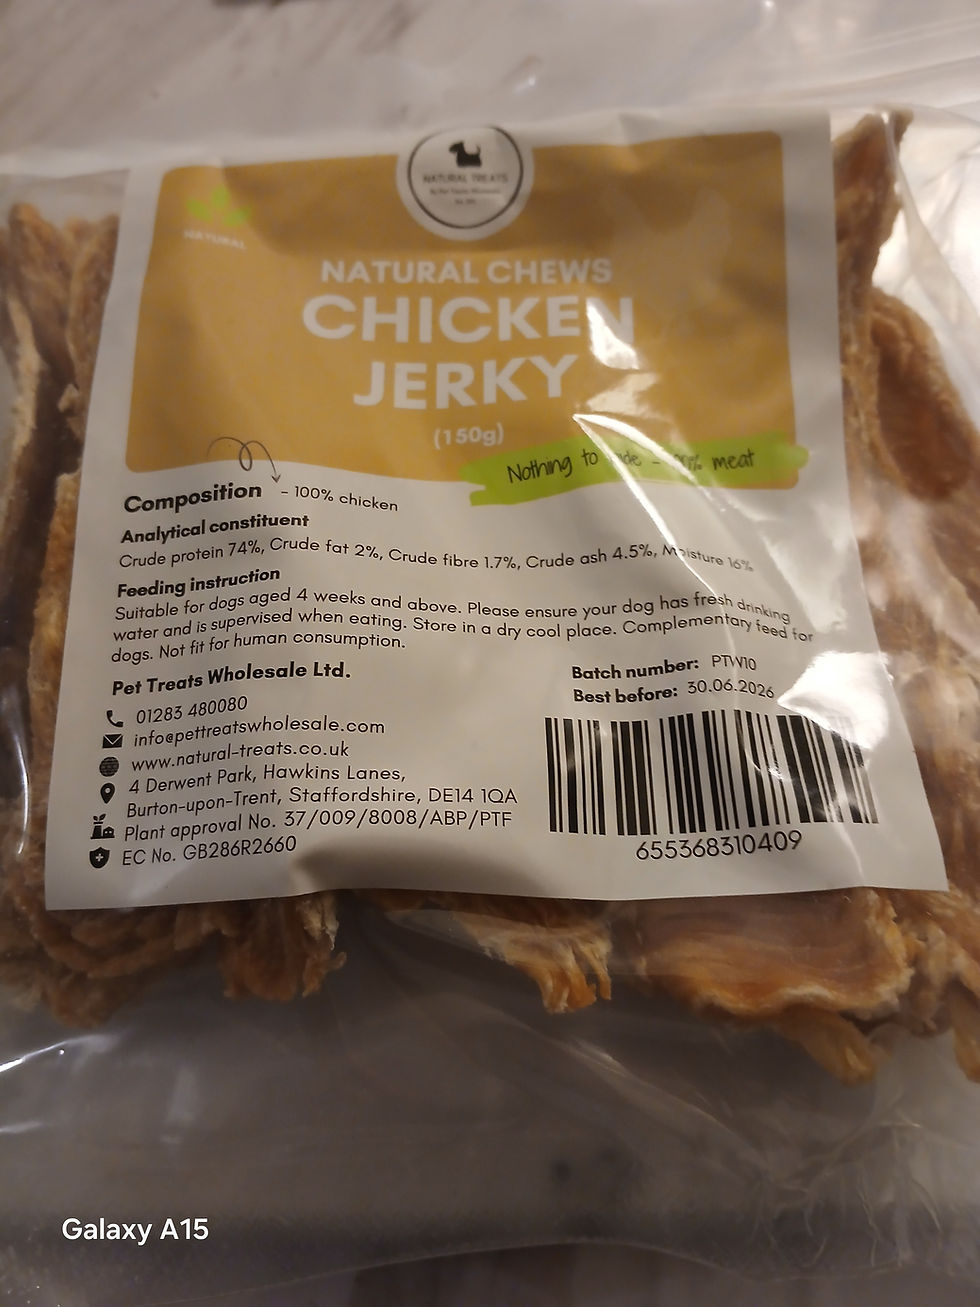 NATURAL TREATS
NATURAL
NATURAL CHEWS
CHICKEN
JERKY
(150g)
Nothing to - meat
Composition - 100% chicken
Analytical constituent
Crude protein 74%, Crude fat 2%, Crude fibre 1.7%, Crude ash 4.5%, Moisture 16%
Feeding instruction
Suitable for dogs aged 4 weeks and above. Please ensure your dog has fresh drinking
water and is supervised when eating. Store in a dry cool place. Complementary feed for
dogs. Not fit for human consumption.
Pet Treats Wholesale Ltd.
01283 480080
info@pettreatswholesale.com
www.natural-treats.co.uk
4 Derwent Park, Hawkins Lanes,
Burton-upon-Trent, Staffordshire, DE14 1QA
Plant approval No. 37/009/8008/ABP/PTF
EC No. GB286R2660
Batch number: PTW10
Best before: 30.06.2026
655368310409
Galaxy A15